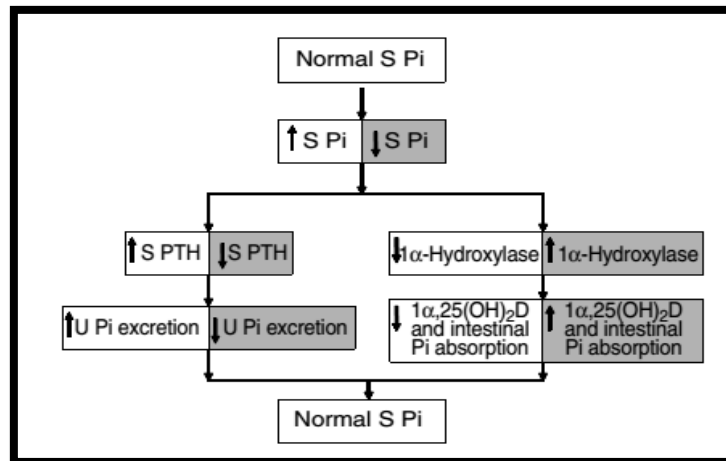 Normal S Pi
↑ S Pi ↓ S Pi
↑ S PTH ↓ S PTH
↓ 1α-Hydroxylase ↑ 1α-Hydroxylase
↑ U Pi excretion ↓ U Pi excretion
↓ 1α,25(OH)₂D
and intestinal
Pi absorption
↑ 1α,25(OH)₂D
and intestinal
Pi absorption
Normal S Pi